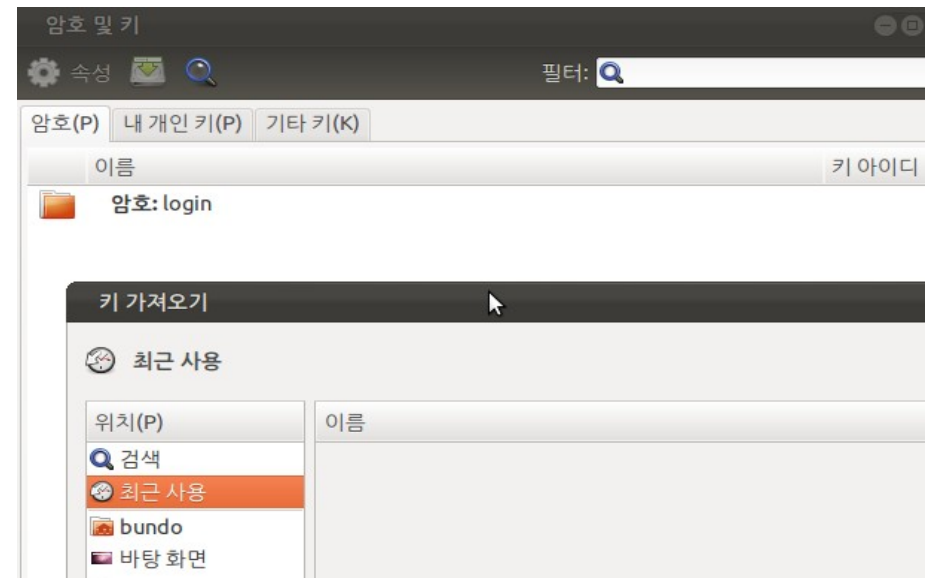 암호 및 키
속성 필터:
암호(P) 내 개인 키(P) 기타 키(K)
이름 키 아이디
암호: login
키 가져오기
최근 사용
위치(P) 이름
검색
최근 사용
bundo
바탕 화면